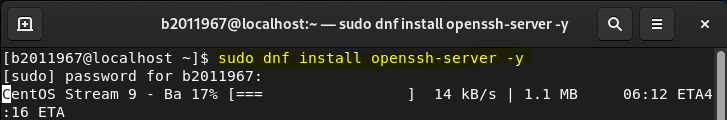 b2011967@localhost:~ — sudo dnf install openssh-server -y
[b2011967@localhost ~]$ sudo dnf install openssh-server -y
[sudo] password for b2011967:
CentOS Stream 9 - Ba 17% [===                  ]  14 kB/s | 1.1 MB     06:12 ETA4
:16 ETA